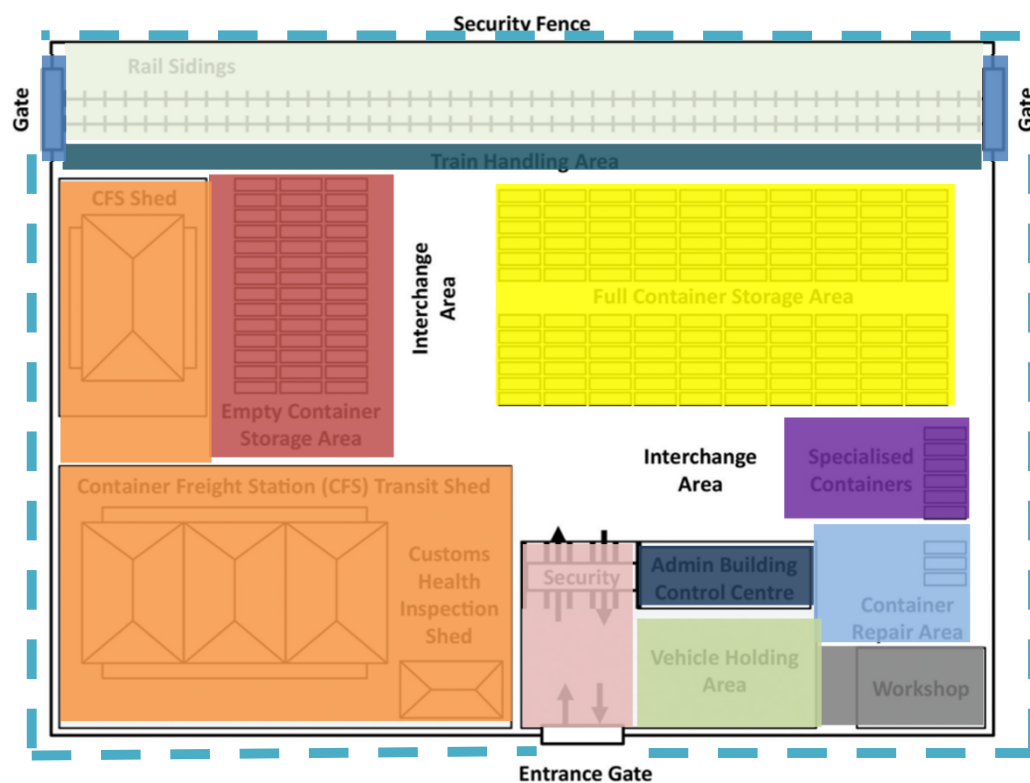 Security Fence
Rail Sidings
Gate
Gate
Train Handling Area
CFS Shed
Interchange
Area
Full Container Storage Area
Empty Container
Storage Area
Interchange
Area
Specialised
Containers
Container Freight Station (CFS) Transit Shed
Customs
Health
Inspection
Shed
Security
Admin Building
Control Centre
Container
Repair Area
Vehicle Holding
Area
Workshop
Entrance Gate